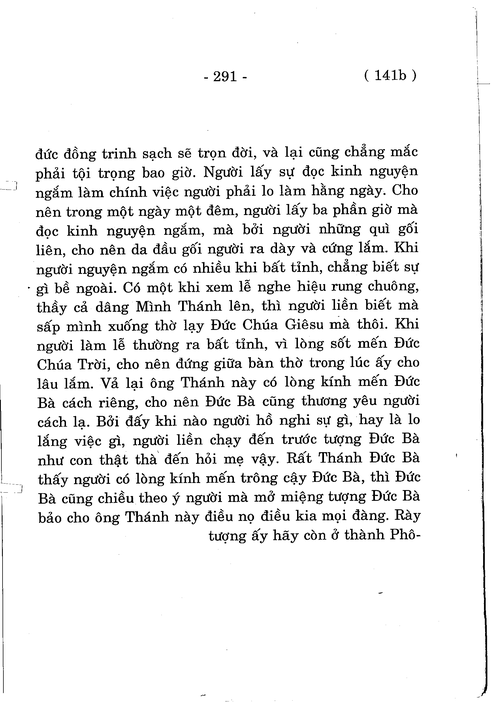 - 291 - ( 141b )
đức đồng trinh sạch sẽ trọn đời, và lại cũng chẳng mắc
phải tội trọng bao giờ. Người lấy sự đọc kinh nguyện
ngắm làm chính việc người phải lo làm hằng ngày. Cho
nên trong một ngày một đêm, người lấy ba phần giờ mà
đọc kinh nguyện ngắm, mà bởi người những quì gối
liên, cho nên da đầu gối người ra dày và cứng lắm. Khi
người nguyện ngắm có nhiều khi bất tỉnh, chẳng biết sự
gì bề ngoài. Có một khi xem lễ nghe hiệu rung chuông,
thầy cả dâng Mình Thánh lên, thì người liền biết mà
sấp mình xuống thờ lạy Đức Chúa Giêsu mà thôi. Khi
người làm lễ thường ra bất tỉnh, vì lòng sốt mến Đức
Chúa Trời, cho nên đứng giữa bàn thờ trong lúc ấy cho
lâu lắm. Vả lại ông Thánh này có lòng kính mến Đức
Bà cách riêng, cho nên Đức Bà cũng thương yêu người
cách lạ. Bởi đấy khi nào người hồ nghi sự gì, hay là lo
lắng việc gì, người liền chạy đến trước tượng Đức Bà
như con thật thà đến hỏi mẹ vậy. Rất Thánh Đức Bà
thấy người có lòng kính mến trông cậy Đức Bà, thì Đức
Bà cũng chiều theo ý người mà mở miệng tượng Đức Bà
bảo cho ông Thánh này điều nọ điều kia mọi đàng. Rày
tượng ấy hãy còn ở thành Phô-